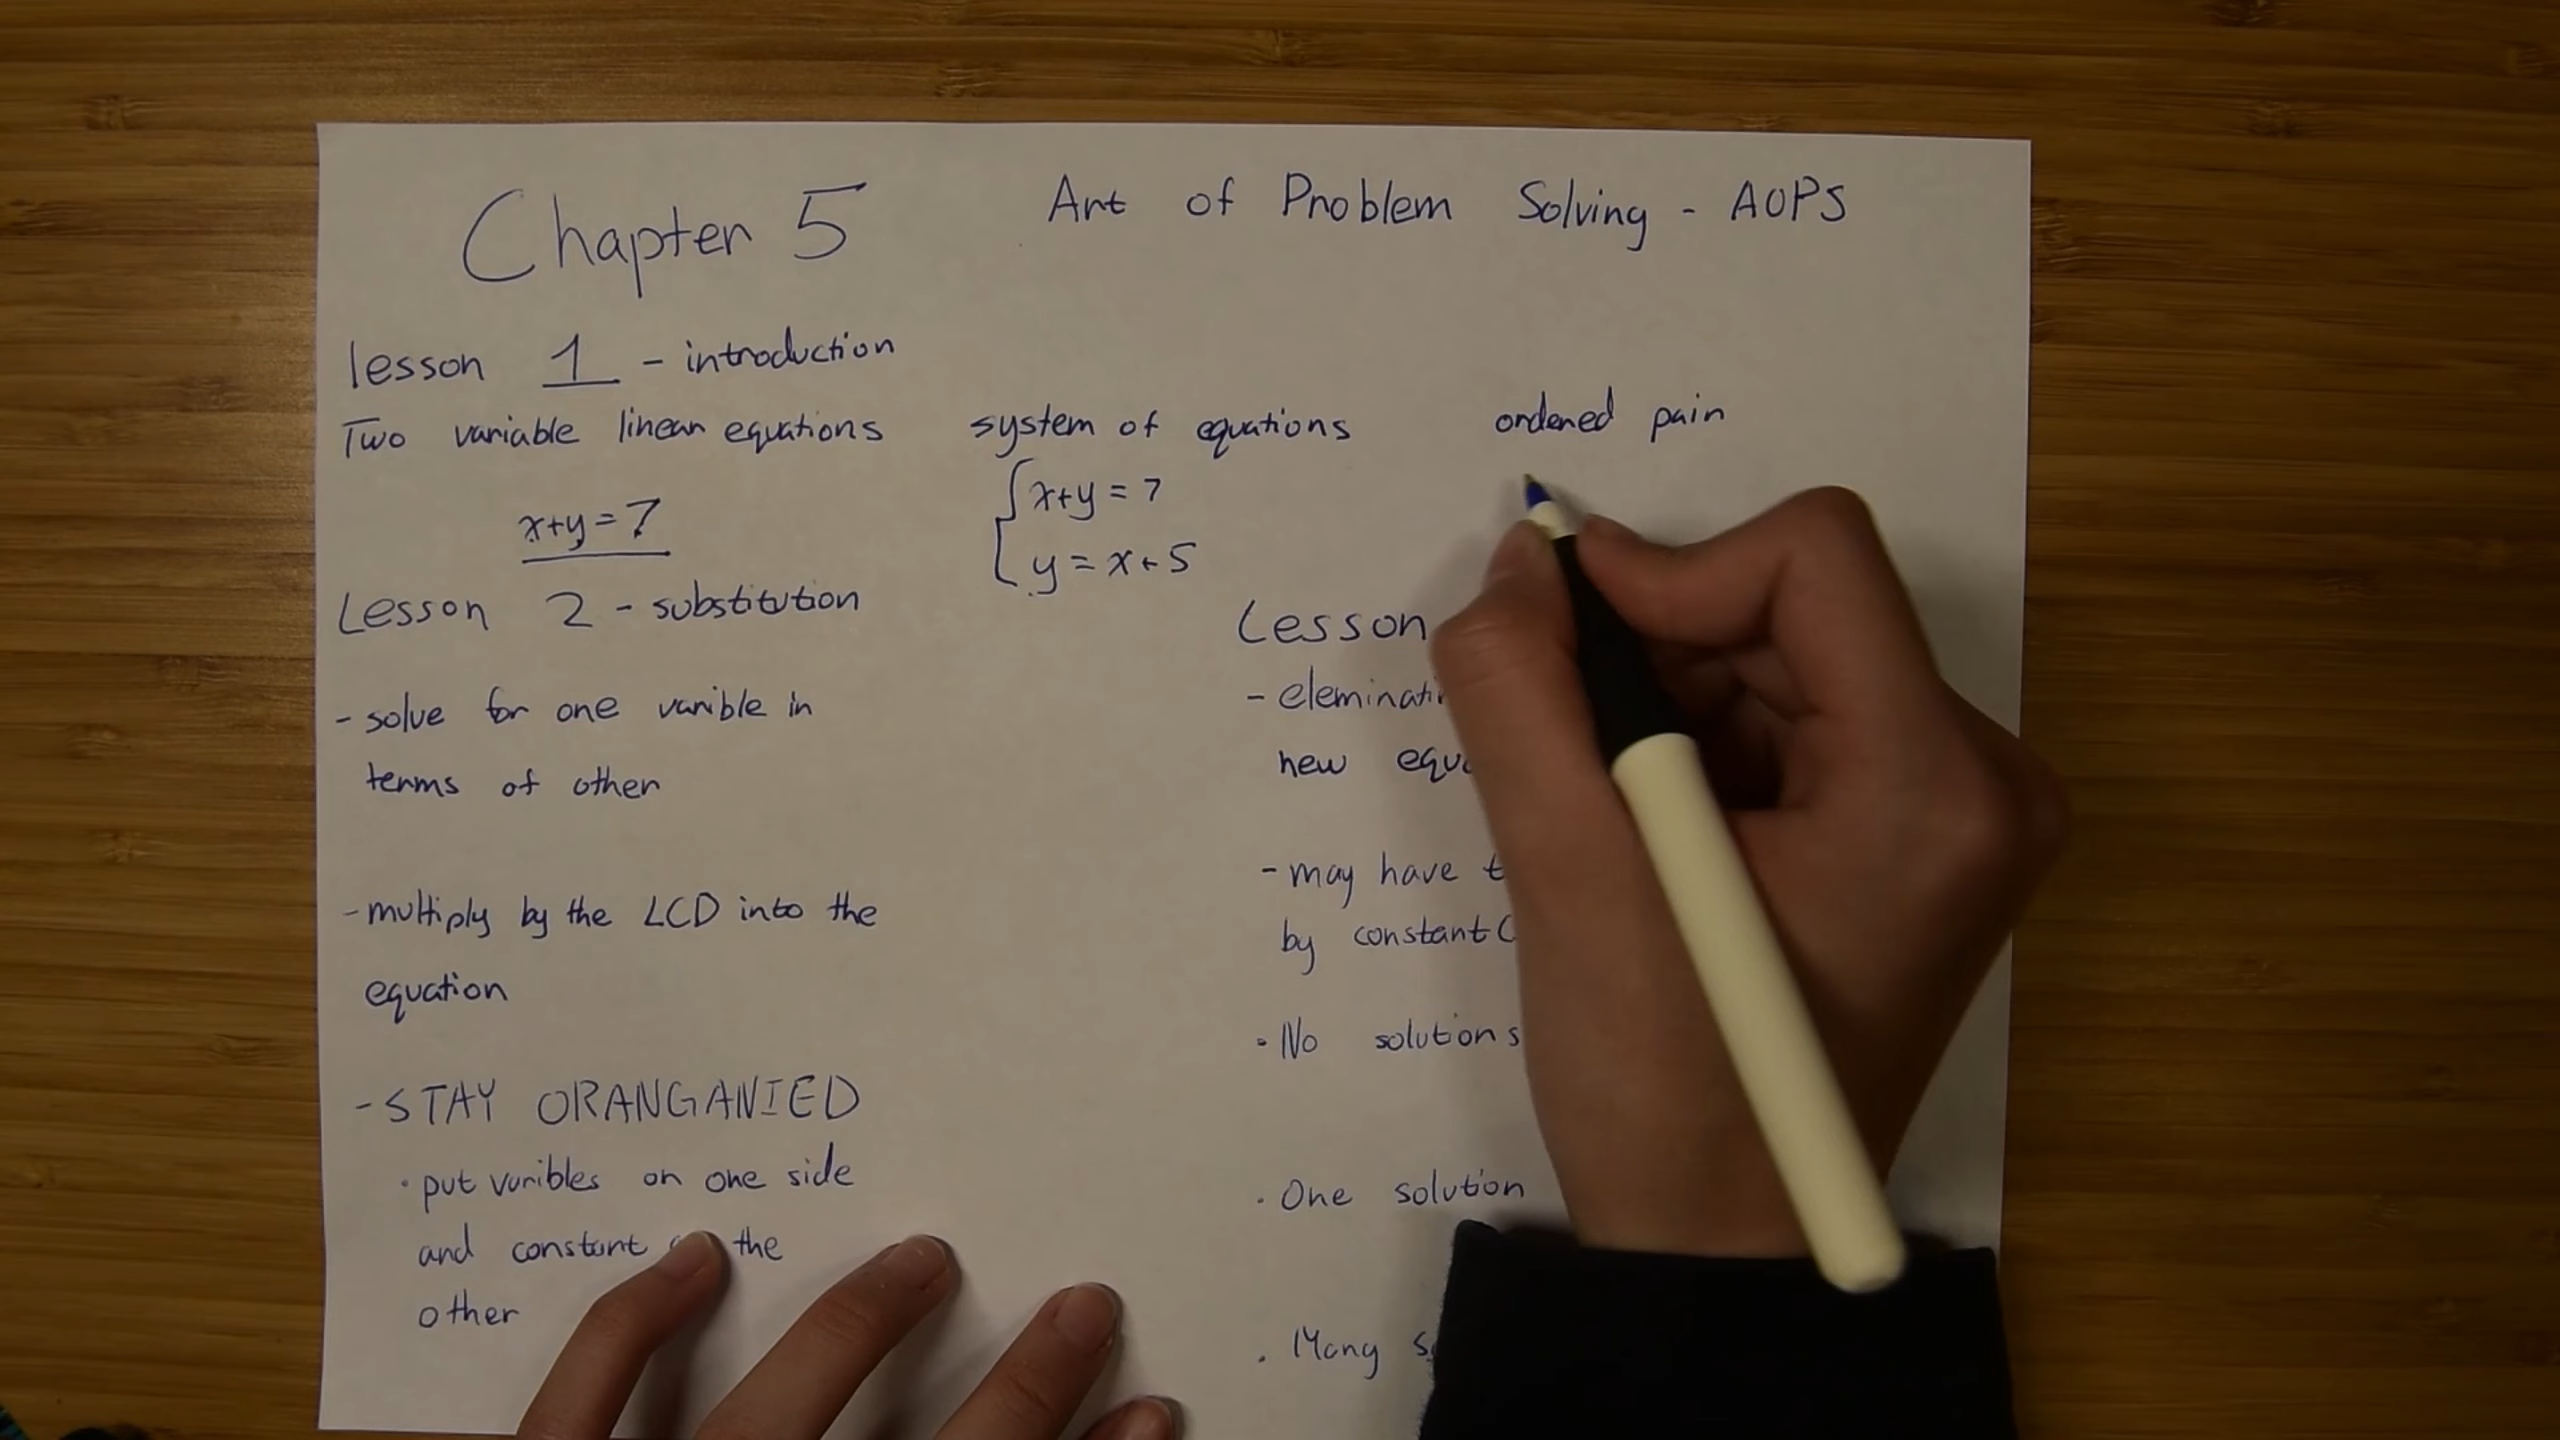 Chapter 5
Art of Problem Solving - AOPS
lesson 1 - introduction
Two variable linear equations
x+y=7
system of equations
x+y=7
y=x+5
ordered pair
Lesson 2 - substitution
- solve for one varible in
terms of other
- multiply by the LCD into the
equation
- STAY ORANGANIED
· put varibles on one side
and constant the
other
Lesson
-
new
- may have
by constant
· No solutions
· One solution
. Many